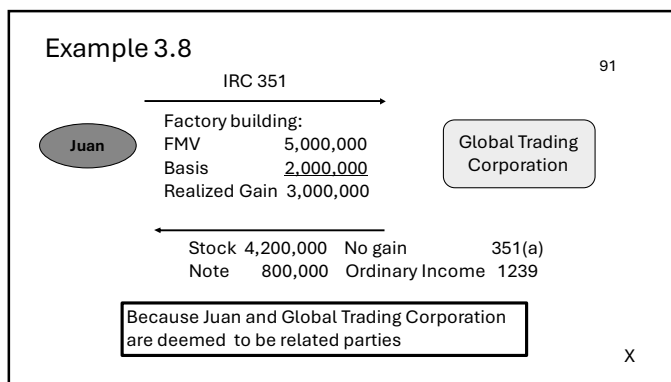 Example 3.8
91
IRC 351
Factory building:
FMV 5,000,000
Basis 2,000,000
Realized Gain 3,000,000
Juan
Global Trading
Corporation
Stock 4,200,000 No gain 351(a)
Note 800,000 Ordinary Income 1239
Because Juan and Global Trading Corporation
are deemed to be related parties
X